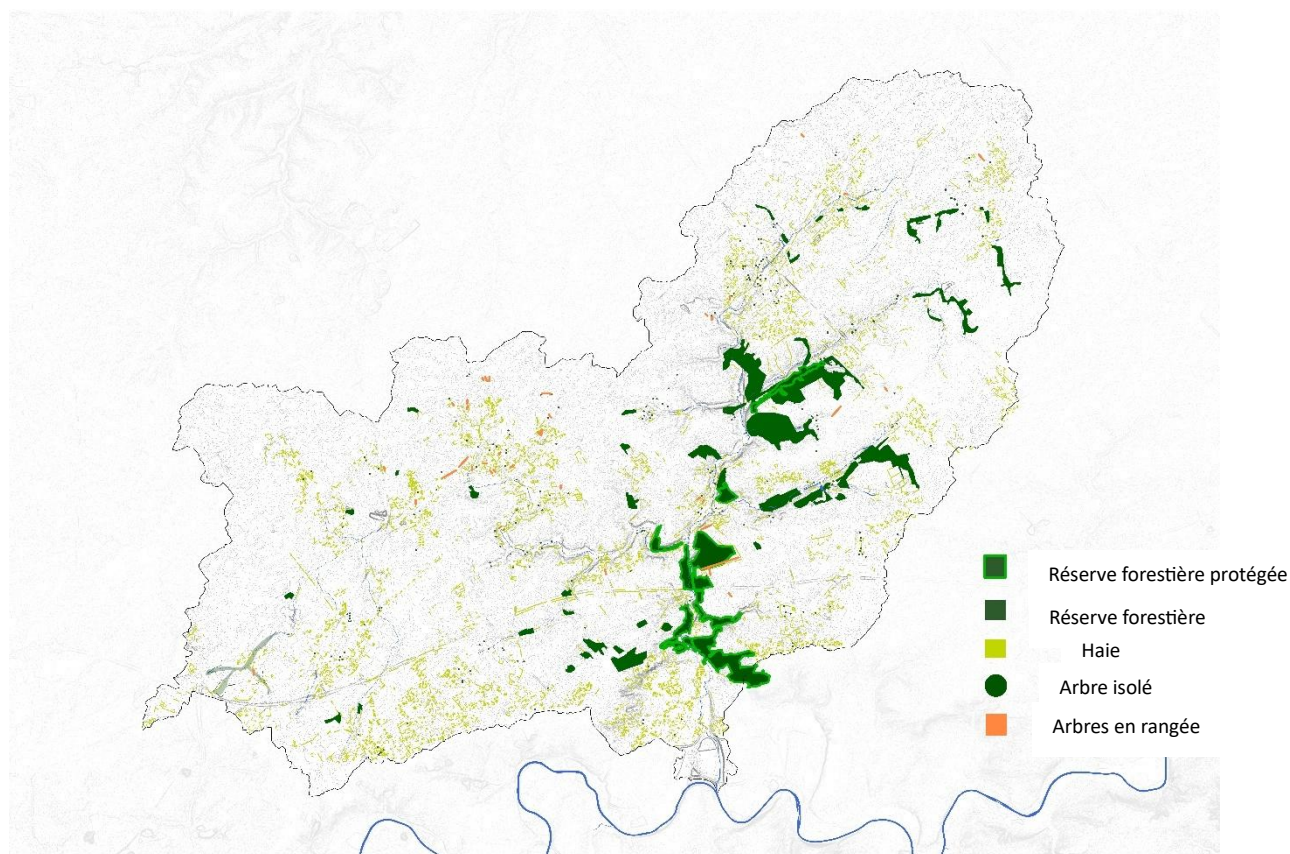 Réserve forestière protégée
Réserve forestière
Haie
Arbre isolé
Arbres en rangée